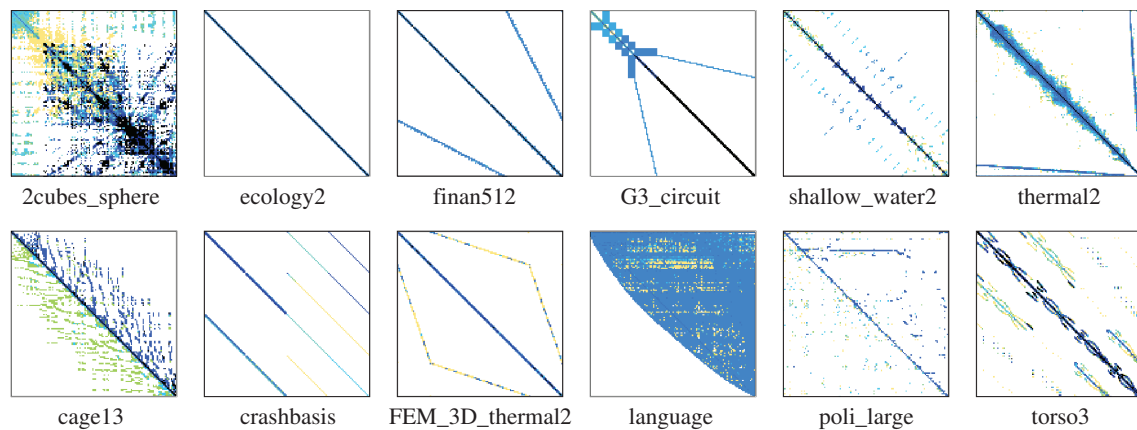 2cubes_sphere ecology2 finan512 G3_circuit shallow_water2 thermal2
cage13 crashbasis FEM_3D_thermal2 language poli_large torso3